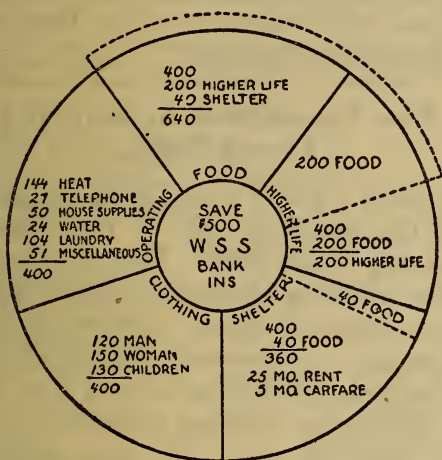 400
200 HIGHER LIFE
40 SHELTER
640
200 FOOD
144 HEAT
27 TELEPHONE
50 HOUSE SUPPLIES
24 WATER
104 LAUNDRY
51 MISCELLANEOUS
400
FOOD
OPERATING
HIGHER LIFE
CLOTHING
SHELTER
SAVE
$500
W S S
BANK
INS
400
200 FOOD
200 HIGHER LIFE
40 FOOD
120 MAN
150 WOMAN
130 CHILDREN
400
400
40 FOOD
360
25 MO. RENT
5 MO. CARFARE